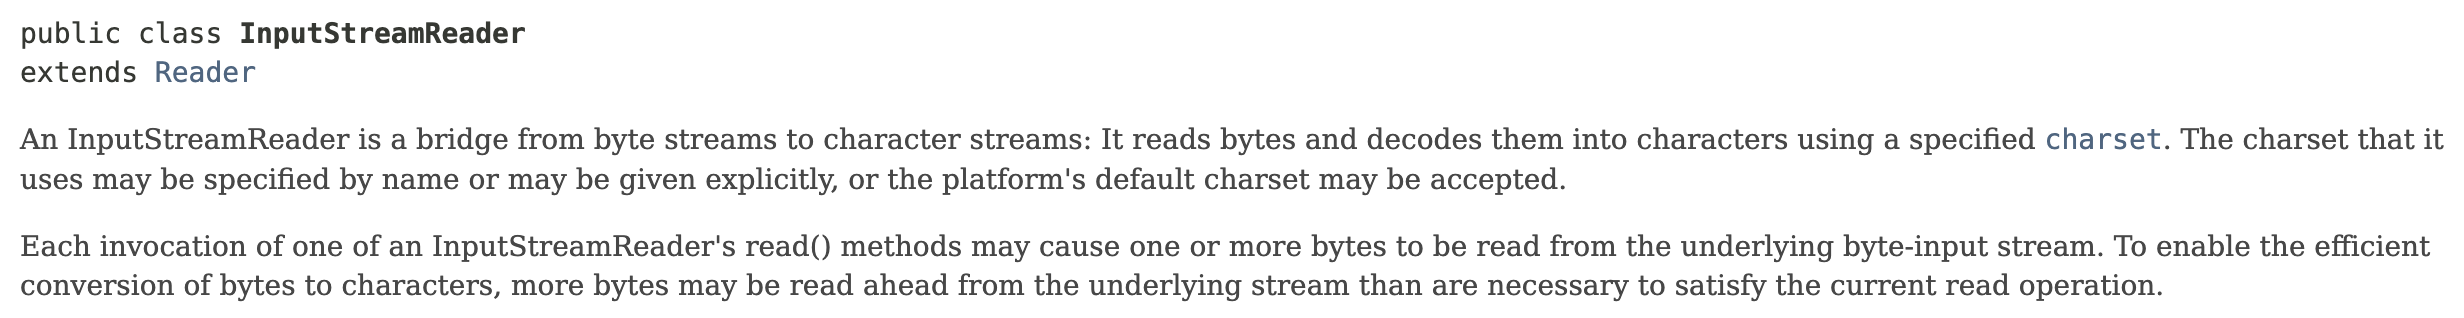 public class InputStreamReader
extends Reader
An InputStreamReader is a bridge from byte streams to character streams: It reads bytes and decodes them into characters using a specified charset. The charset that it
uses may be specified by name or may be given explicitly, or the platform's default charset may be accepted.
Each invocation of one of an InputStreamReader's read() methods may cause one or more bytes to be read from the underlying byte-input stream. To enable the efficient
conversion of bytes to characters, more bytes may be read ahead from the underlying stream than are necessary to satisfy the current read operation.